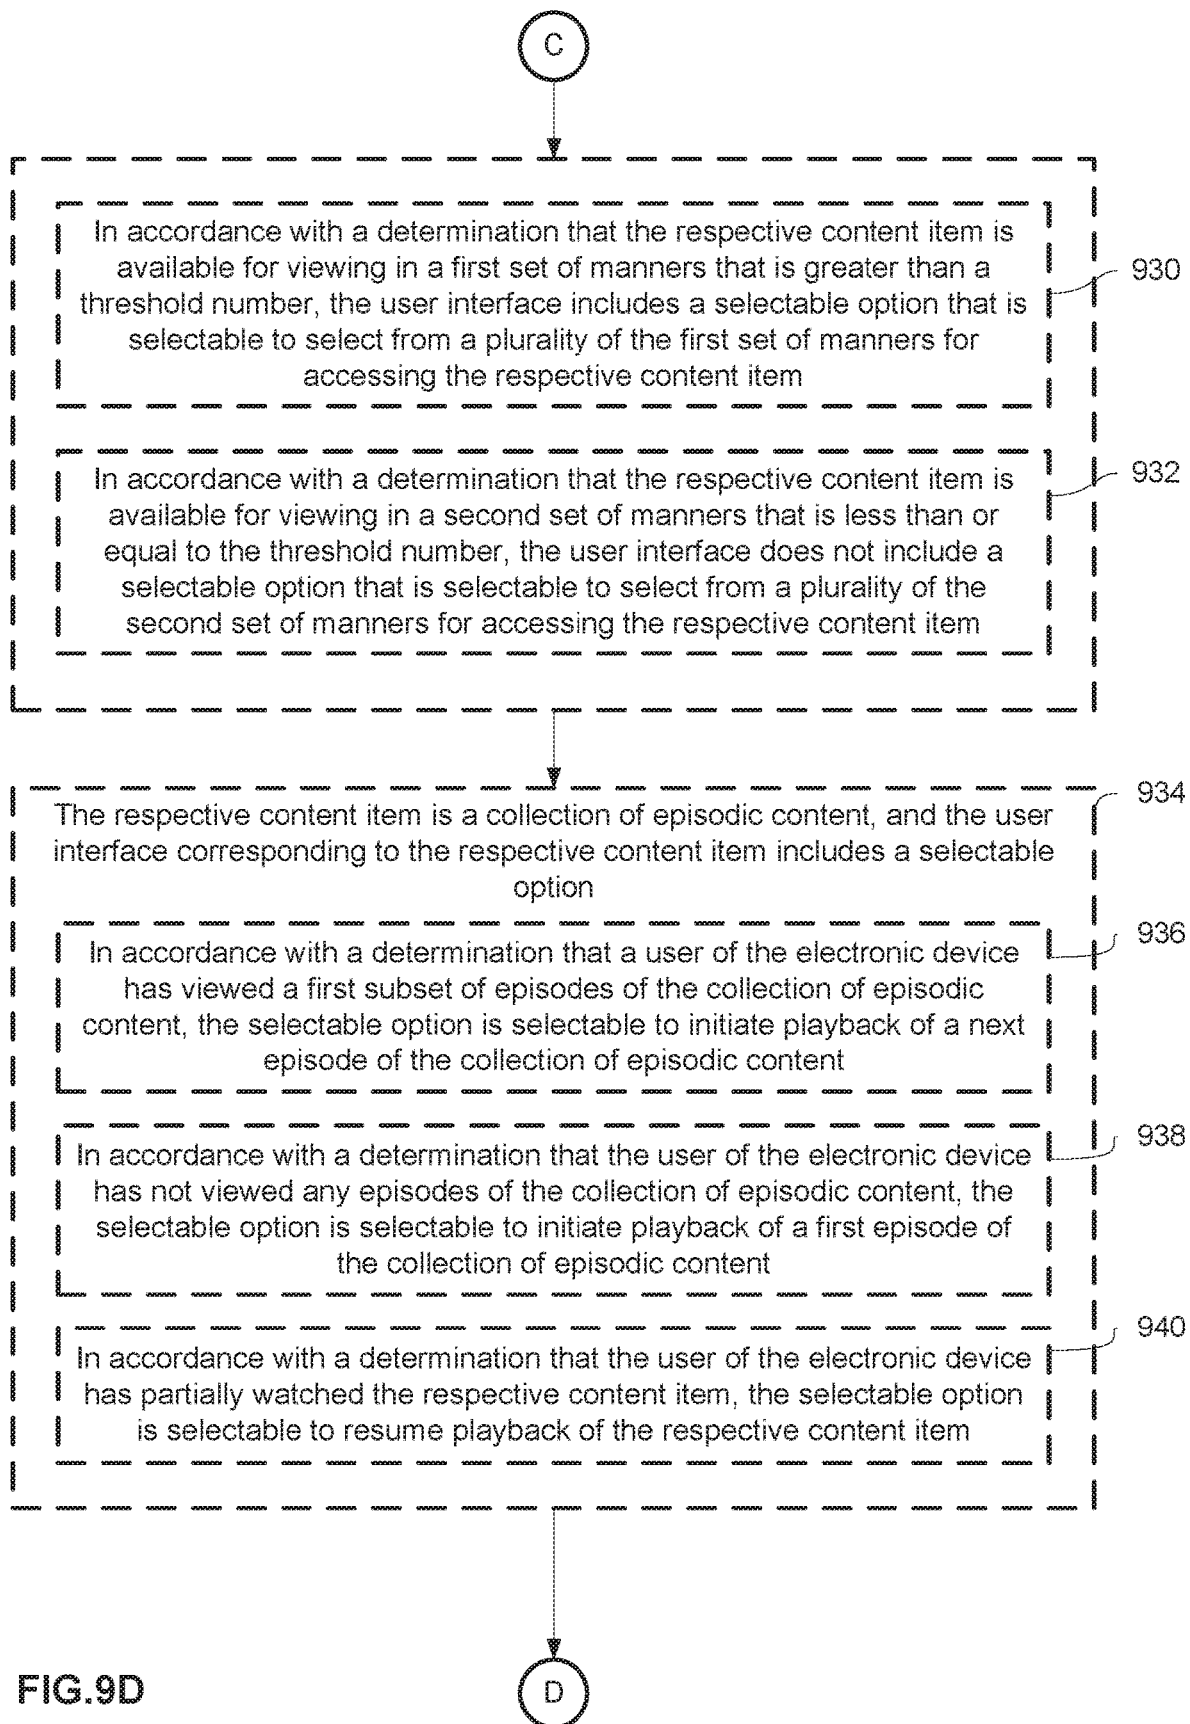 C
In accordance with a determination that the respective content item is
available for viewing in a first set of manners that is greater than a
threshold number, the user interface includes a selectable option that is
selectable to select from a plurality of the first set of manners for
accessing the respective content item
930
In accordance with a determination that the respective content item is
available for viewing in a second set of manners that is less than or
equal to the threshold number, the user interface does not include a
selectable option that is selectable to select from a plurality of the
second set of manners for accessing the respective content item
932
The respective content item is a collection of episodic content, and the user
interface corresponding to the respective content item includes a selectable
option
934
In accordance with a determination that a user of the electronic device
has viewed a first subset of episodes of the collection of episodic
content, the selectable option is selectable to initiate playback of a next
episode of the collection of episodic content
936
In accordance with a determination that the user of the electronic device
has not viewed any episodes of the collection of episodic content, the
selectable option is selectable to initiate playback of a first episode of
the collection of episodic content
938
In accordance with a determination that the user of the electronic device
has partially watched the respective content item, the selectable option
is selectable to resume playback of the respective content item
940
FIG.9D
D